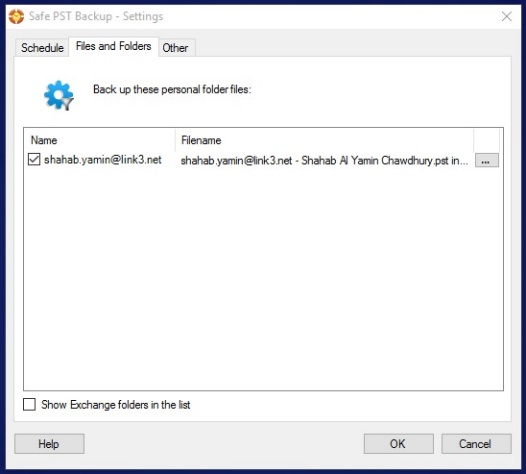 Safe PST Backup - Settings
Schedule Files and Folders Other
Back up these personal folder files:
Name Filename
shahab.yamin@link3.net shahab.yamin@link3.net - Shahab Al Yamin Chawdhury.pst in... ...
Show Exchange folders in the list
Help OK Cancel